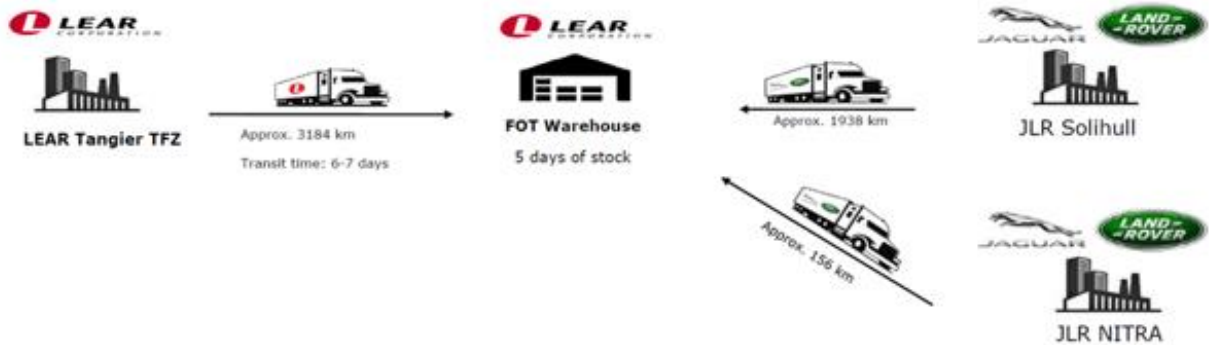 LEAR
CORPORATION
LEAR Tangier TFZ
Approx. 3184 km
Transit time: 6-7 days
LEAR
CORPORATION
FOT Warehouse
5 days of stock
Approx. 1938 km
JAGUAR
LAND-
-ROVER
JLR Solihull
Approx. 156 km
JAGUAR
LAND-
-ROVER
JLR NITRA